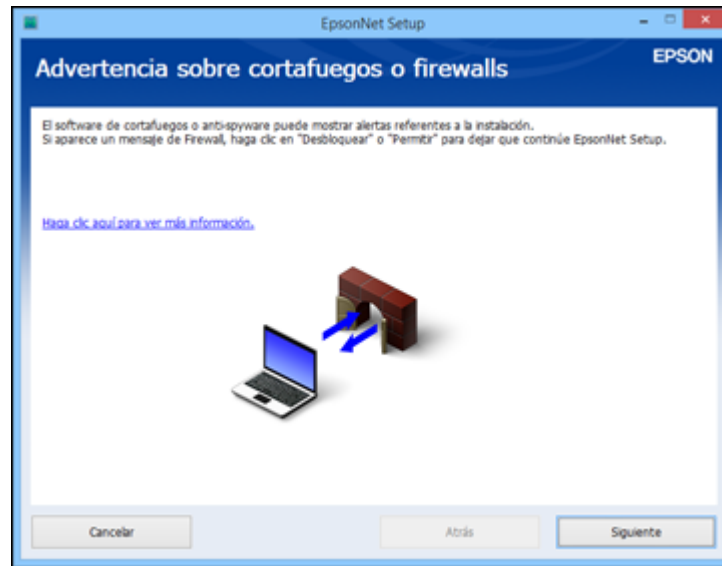 EpsonNet Setup
Advertencia sobre cortafuegos o firewalls
EPSON
El software de cortafuegos o anti-spyware puede mostrar alertas referentes a la instalación.
Si aparece un mensaje de Firewall, haga clic en "Desbloquear" o "Permitir" para dejar que continúe EpsonNet Setup.
Haga clic aquí para ver más información.
Cancelar
Atrás
Siguiente